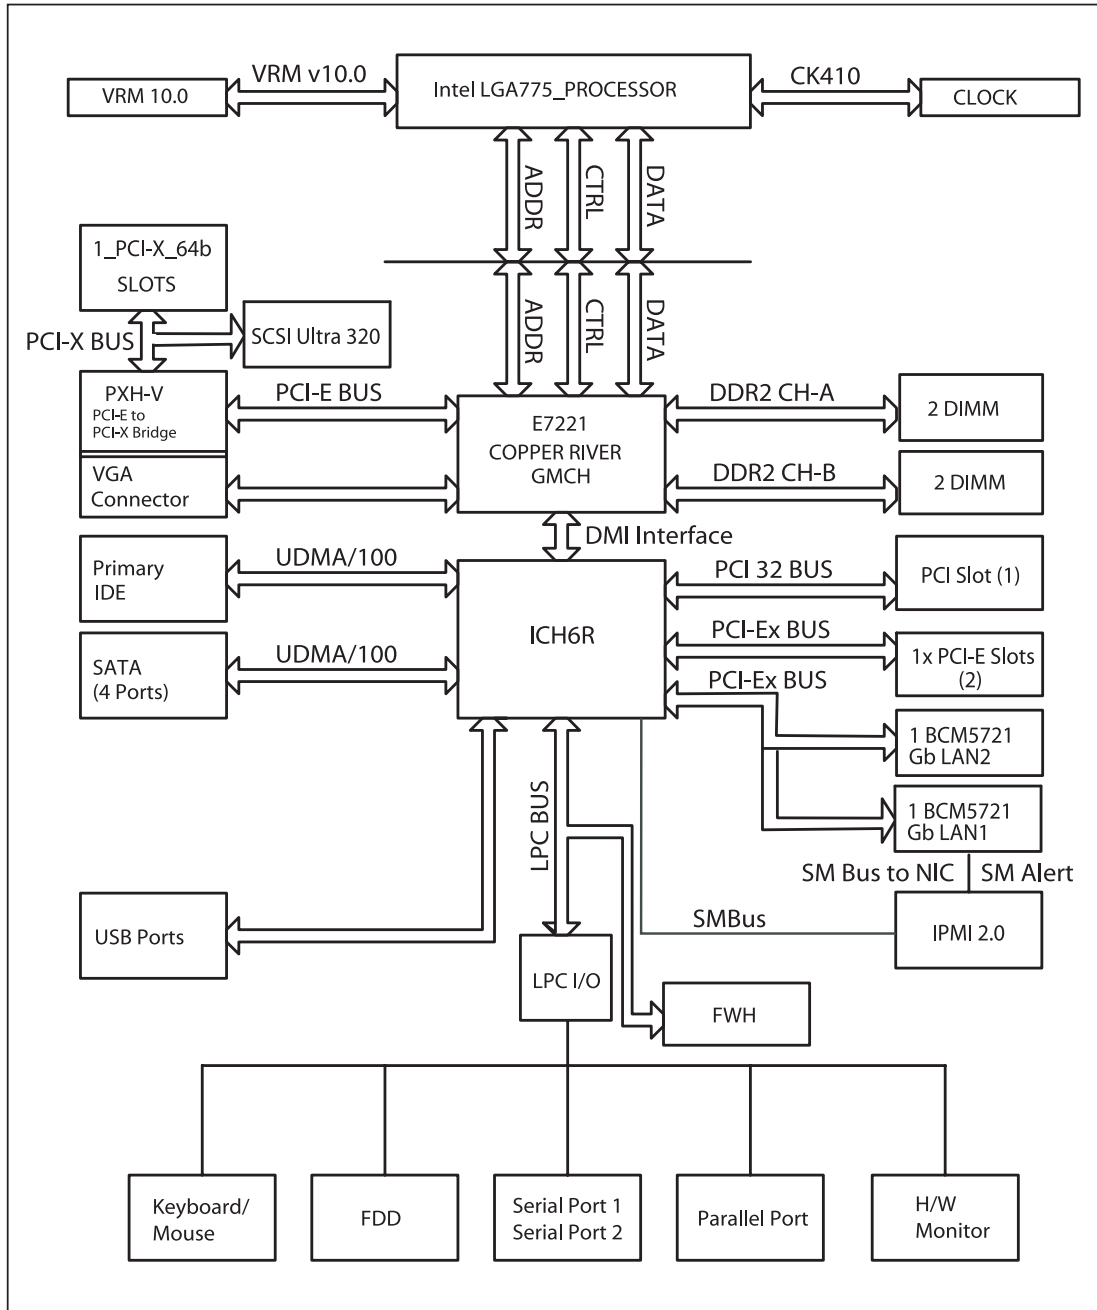 VRM v10.0
CK410
VRM 10.0
Intel LGA775_PROCESSOR
CLOCK
ADDR
CTRL
DATA
1_PCI-X_64b
SLOTS
ADDR
CTRL
DATA
PCI-X BUS
SCSI Ultra 320
PXH-V
PCI-E to
PCI-X Bridge
PCI-E BUS
E7221
COPPER RIVER
GMCH
DDR2 CH-A
2 DIMM
VGA
Connector
DDR2 CH-B
2 DIMM
DMI Interface
Primary
IDE
UDMA/100
ICH6R
PCI 32 BUS
PCI Slot (1)
SATA
(4 Ports)
UDMA/100
PCI-Ex BUS
1x PCI-E Slots
(2)
PCI-Ex BUS
1 BCM5721
Gb LAN2
LPC BUS
1 BCM5721
Gb LAN1
SM Bus to NIC
SM Alert
USB Ports
SMBus
IPMI 2.0
LPC I/O
FWH
Keyboard/
Mouse
FDD
Serial Port 1
Serial Port 2
Parallel Port
H/W
Monitor